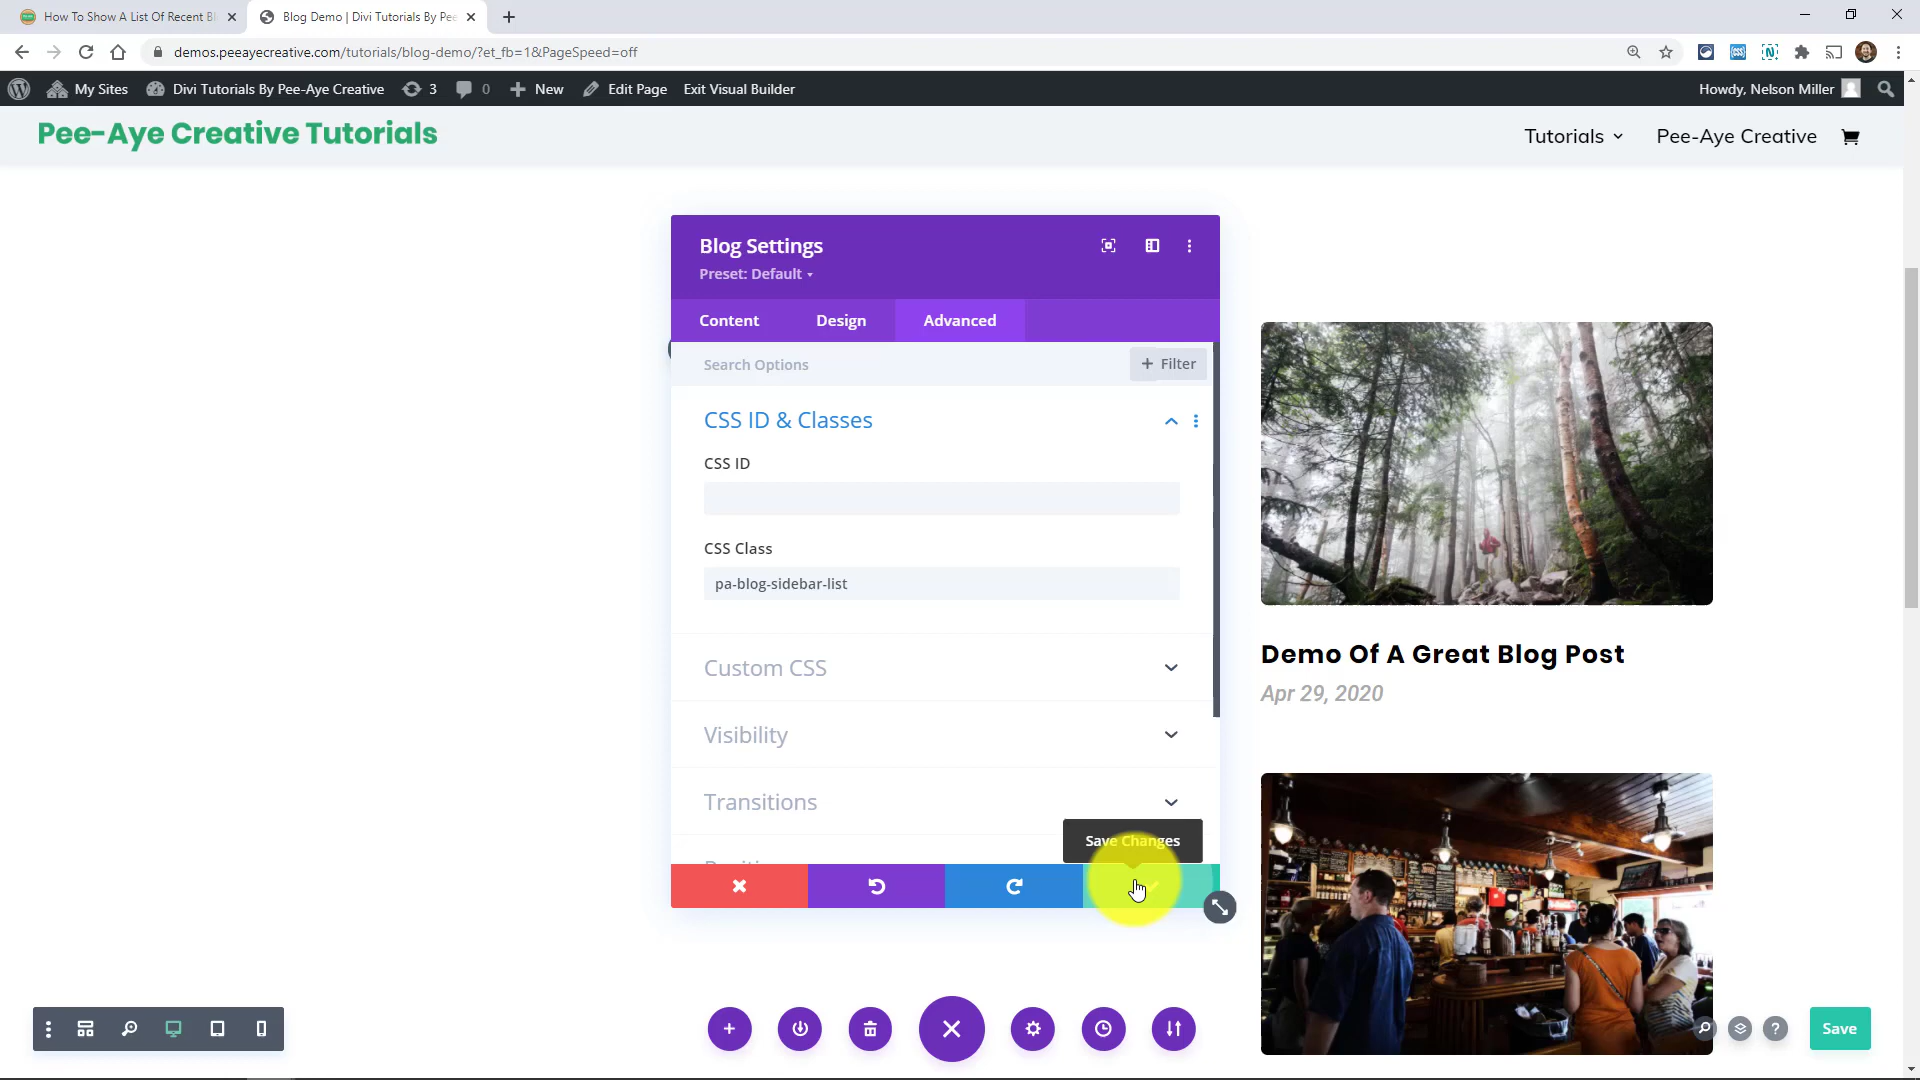 How To Show A List Of Recent Bl
Blog Demo | Divi Tutorials By Pee
demos.peeayecreative.com/tutorials/blog-demo/?et_fb=1&PageSpeed=off
My Sites
Divi Tutorials By Pee-Aye Creative
3
0
New
Edit Page
Exit Visual Builder
Howdy, Nelson Miller
Pee-Aye Creative Tutorials
Tutorials
Pee-Aye Creative
Blog Settings
Preset: Default
Content
Design
Advanced
Search Options
+ Filter
CSS ID & Classes
CSS ID
CSS Class
pa-blog-sidebar-list
Custom CSS
Visibility
Transitions
Save Changes
Demo Of A Great Blog Post
Apr 29, 2020
Save